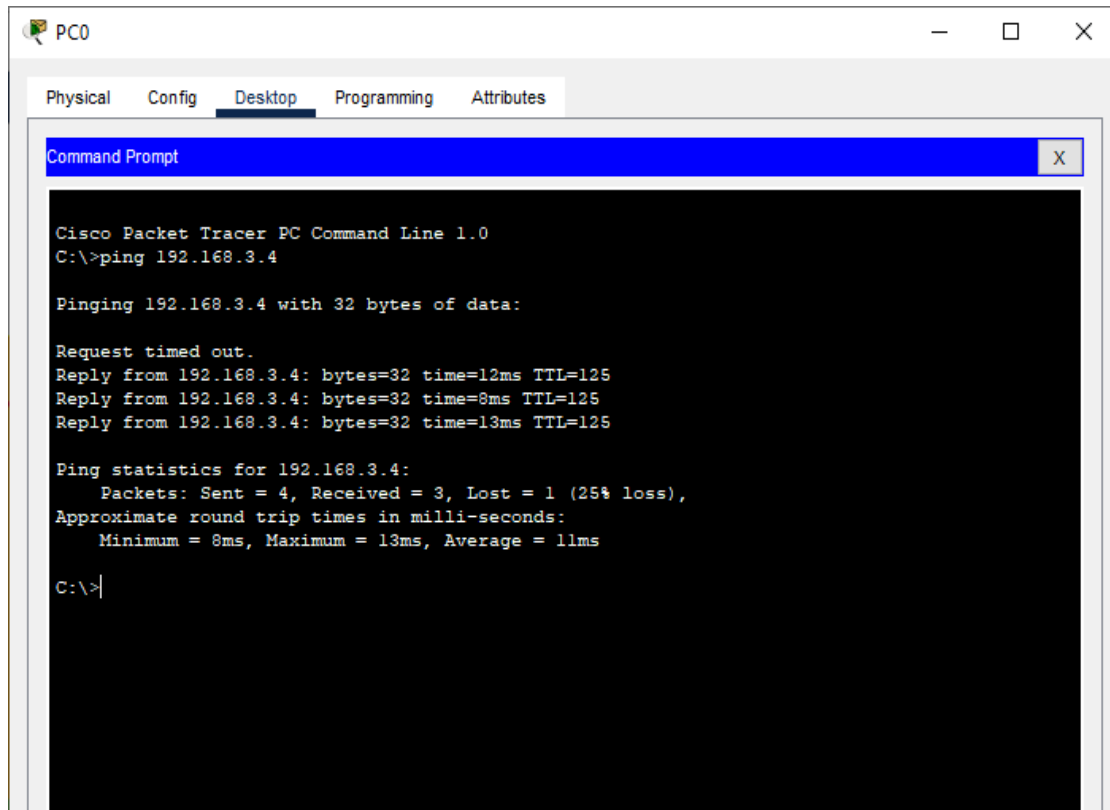 PC0
Physical Config Desktop Programming Attributes
Command Prompt X
Cisco Packet Tracer PC Command Line 1.0
C:\>ping 192.168.3.4
Pinging 192.168.3.4 with 32 bytes of data:
Request timed out.
Reply from 192.168.3.4: bytes=32 time=12ms TTL=125
Reply from 192.168.3.4: bytes=32 time=8ms TTL=125
Reply from 192.168.3.4: bytes=32 time=13ms TTL=125
Ping statistics for 192.168.3.4:
Packets: Sent = 4, Received = 3, Lost = 1 (25% loss),
Approximate round trip times in milli-seconds:
Minimum = 8ms, Maximum = 13ms, Average = 11ms
C:\>